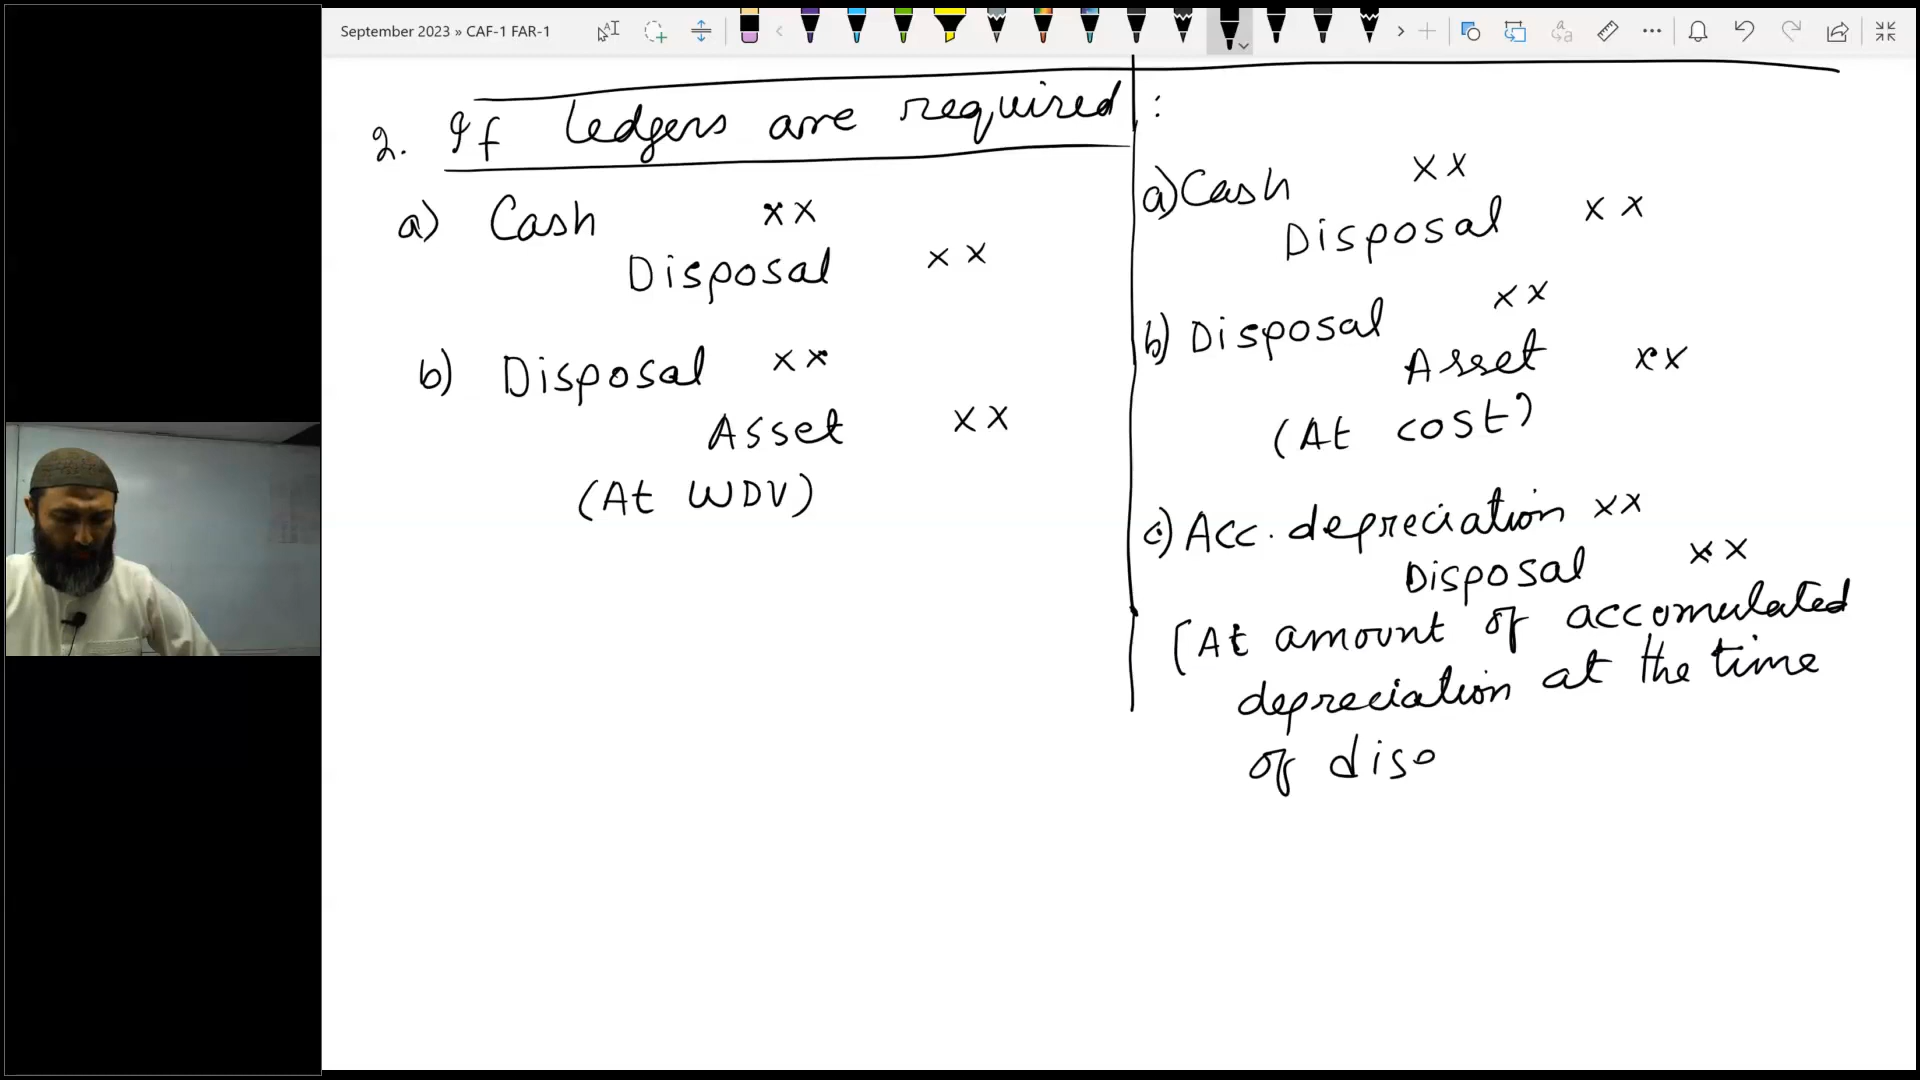 September 2023 » CAF-1 FAR-1
2. If ledgers are required :
a) Cash xx
Disposal xx
b) Disposal xx
Asset xx
(At WDV)
a) Cash xx
Disposal xx
b) Disposal xx
Asset xx
(At cost)
c) Acc. depreciation xx
Disposal xx
[At amount of accomulated
depreciation at the time
of diso